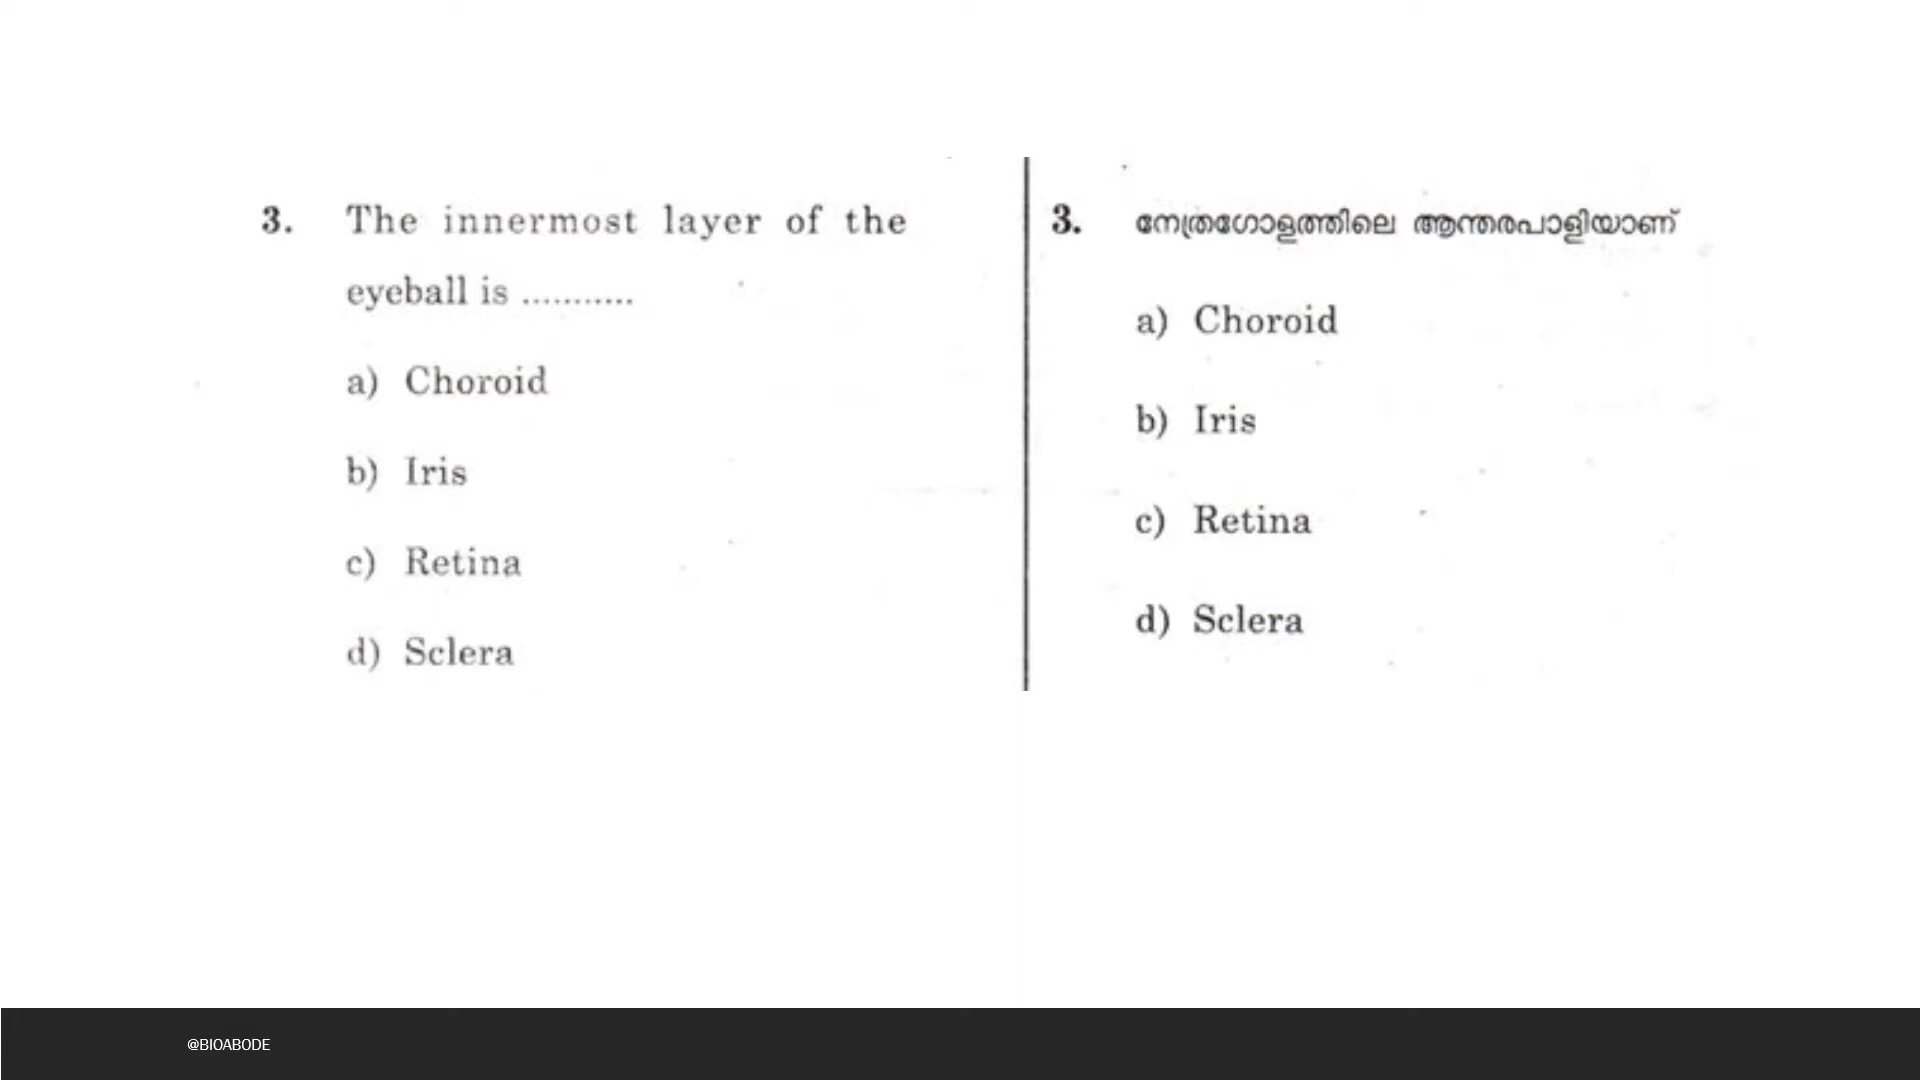 3. The innermost layer of the
eyeball is ...........
a) Choroid
b) Iris
c) Retina
d) Sclera
3. നേത്രഗോളത്തിലെ ആന്തരപാളിയാണ്
a) Choroid
b) Iris
c) Retina
d) Sclera
@BIOABODE